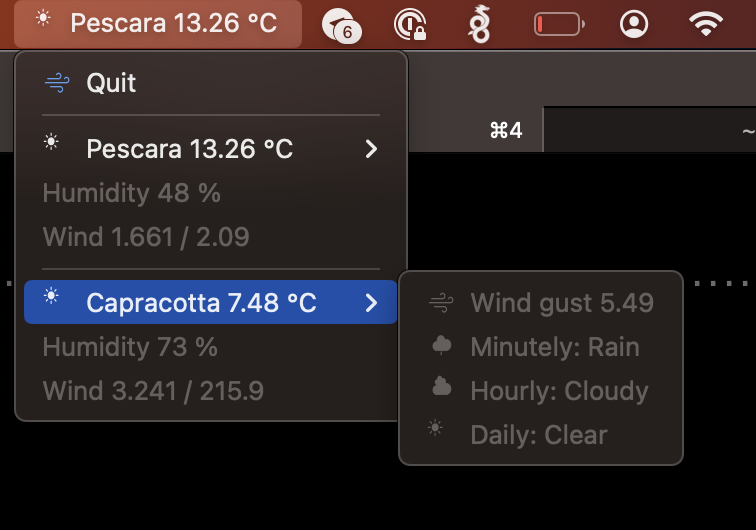 Pescara 13.26 °C
6
Quit
⌘4
~
Pescara 13.26 °C
Humidity 48 %
Wind 1.661 / 2.09
Capracotta 7.48 °C
Humidity 73 %
Wind 3.241 / 215.9
Wind gust 5.49
Minutely: Rain
Hourly: Cloudy
Daily: Clear